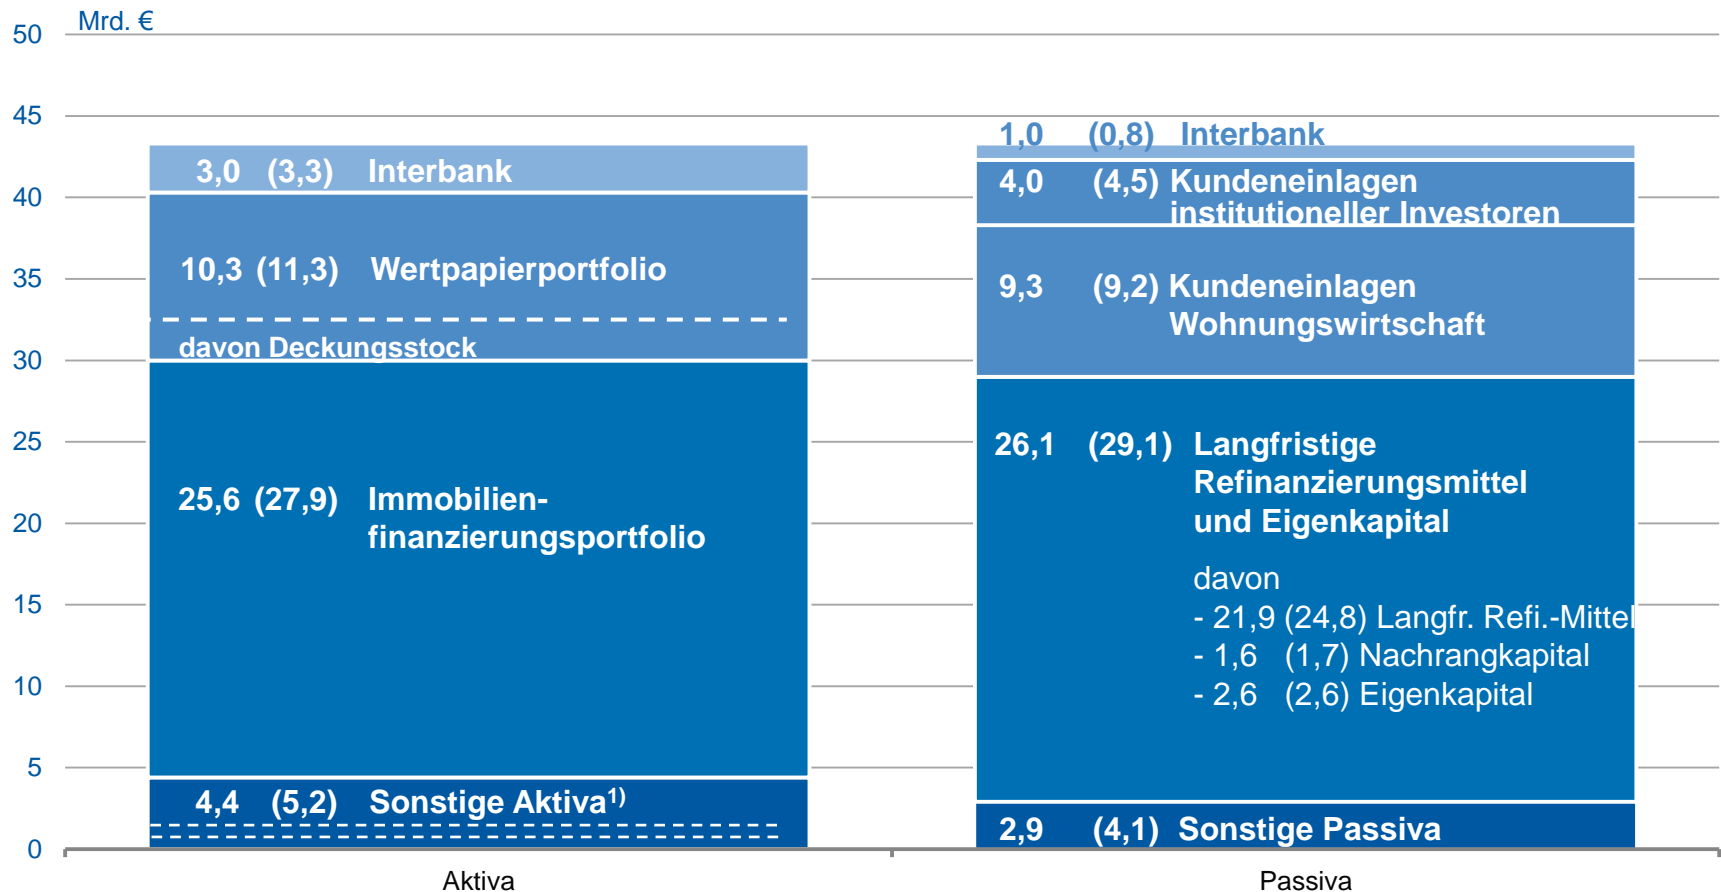 Mrd. €
50
45
40
35
30
25
20
15
10
5
0
3,0 (3,3) Interbank
10,3 (11,3) Wertpapierportfolio
davon Deckungsstock
25,6 (27,9) Immobilien-
finanzierungsportfolio
4,4 (5,2) Sonstige Aktiva¹⁾
Aktiva
1,0 (0,8) Interbank
4,0 (4,5) Kundeneinlagen
institutioneller Investoren
9,3 (9,2) Kundeneinlagen
Wohnungswirtschaft
26,1 (29,1) Langfristige
Refinanzierungsmittel
und Eigenkapital
davon
- 21,9 (24,8) Langfr. Refi.-Mittel
- 1,6 (1,7) Nachrangkapital
- 2,6 (2,6) Eigenkapital
2,9 (4,1) Sonstige Passiva
Passiva